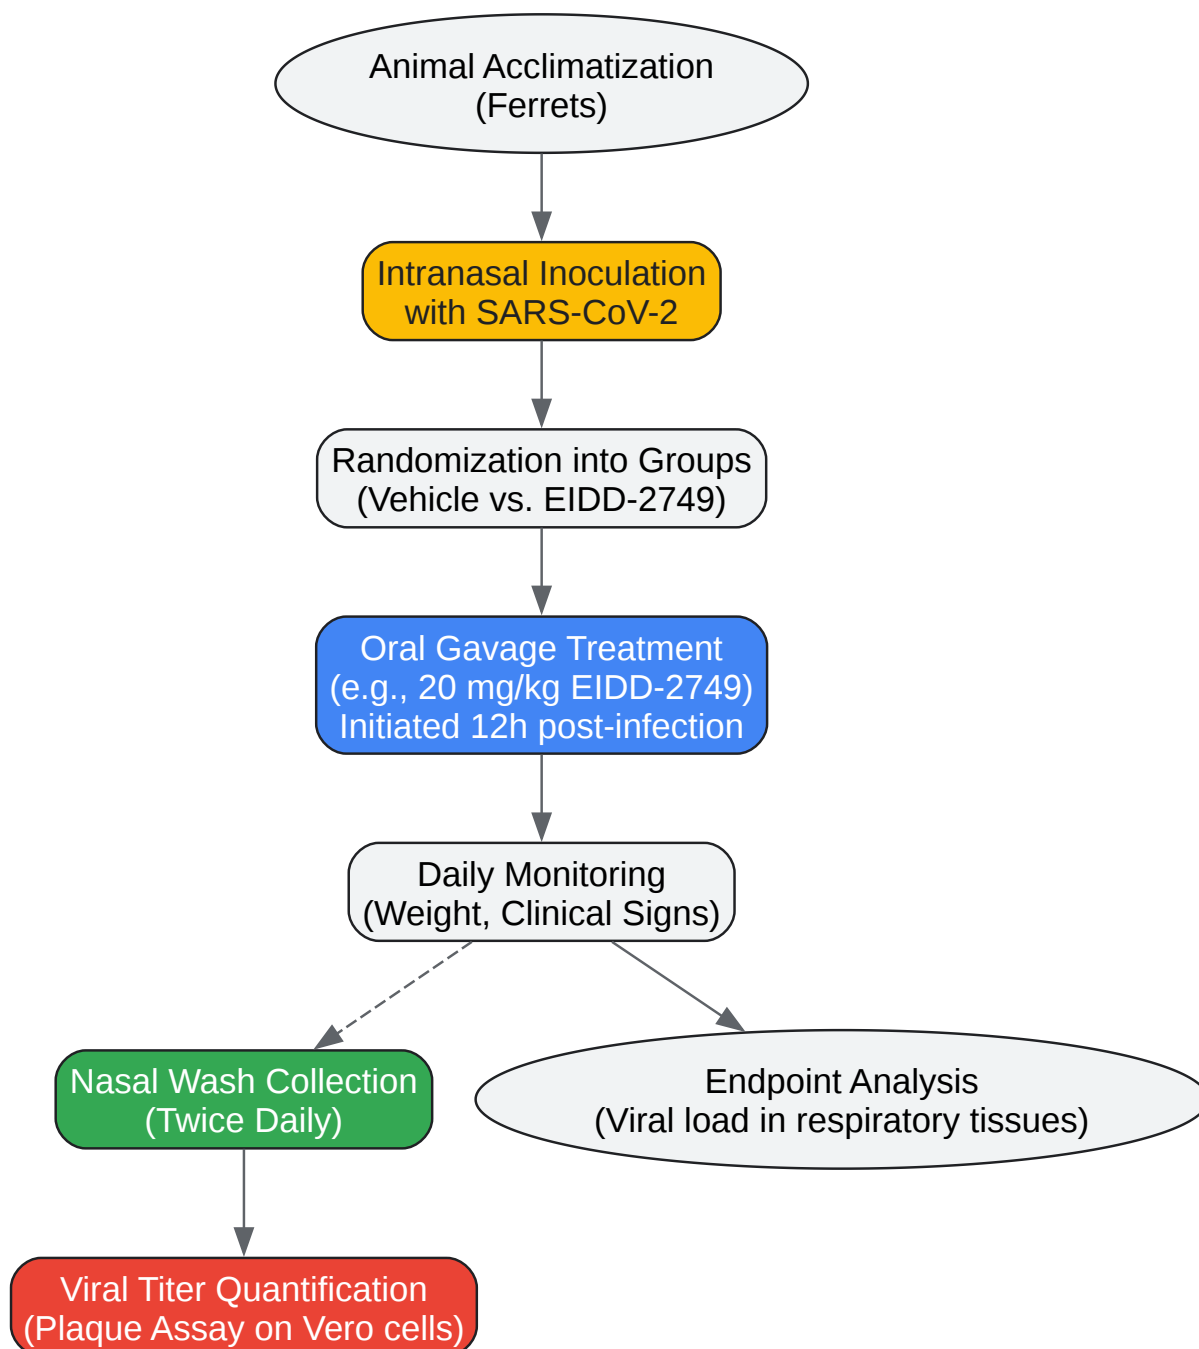 Animal Acclimatization
(Ferrets)
Intranasal Inoculation
with SARS-CoV-2
Randomization into Groups
(Vehicle vs. EIDD-2749)
Oral Gavage Treatment
(e.g., 20 mg/kg EIDD-2749)
Initiated 12h post-infection
Daily Monitoring
(Weight, Clinical Signs)
Nasal Wash Collection
(Twice Daily)
Endpoint Analysis
(Viral load in respiratory tissues)
Viral Titer Quantification
(Plaque Assay on Vero cells)